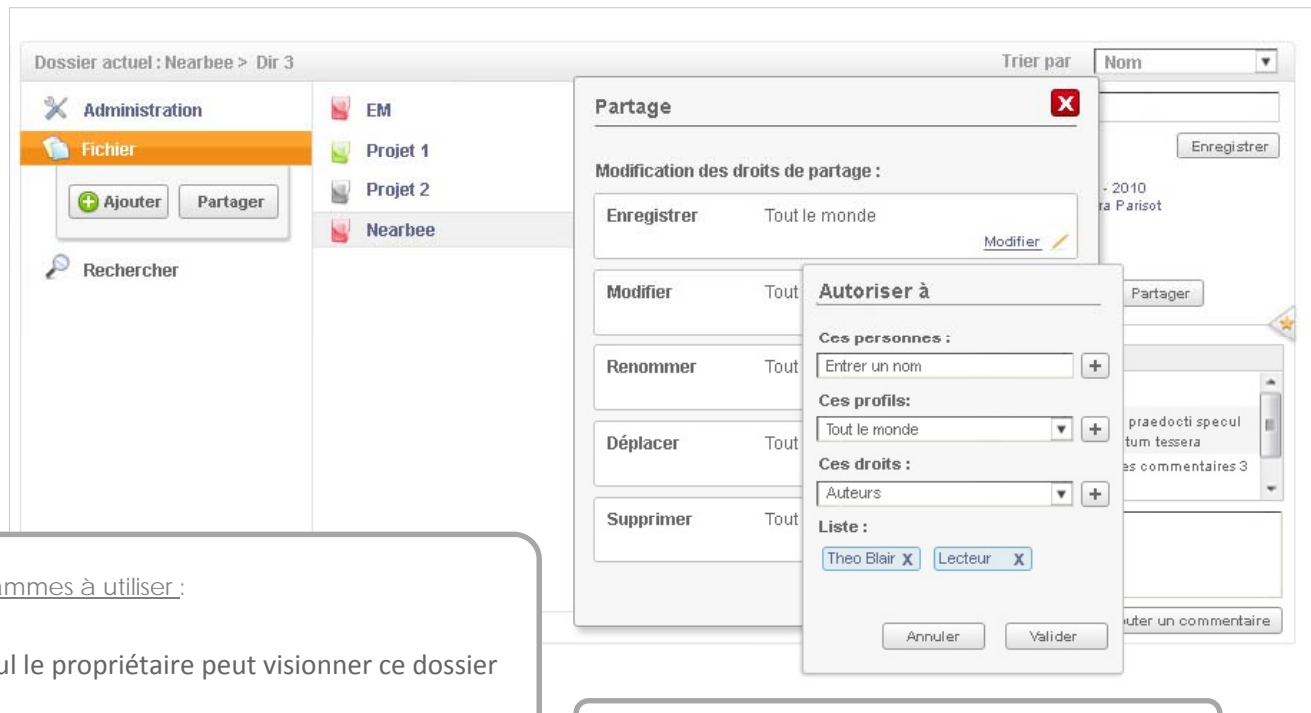 Dossier actuel : Nearbee > Dir 3
Trier par
Nom
Administration
Fichier
Ajouter
Partager
Rechercher
EM
Projet 1
Projet 2
Nearbee
Partage
X
Modification des droits de partage :
Enregistrer
Tout le monde
Modifier
Modifier
Tout
Renommer
Tout
Déplacer
Tout
Supprimer
Tout
Autoriser à
Ces personnes :
Entrer un nom
+
Ces profils:
Tout le monde
+
Ces droits :
Auteurs
+
Liste :
Theo Blair X
Lecteur X
Annuler
Valider
Enregistrer
- 2010
ra Parisot
Partager
praedocti specul
tum tessera
es commentaires 3
uter un commentaire
ammes à utiliser :
ul le propriétaire peut visionner ce dossier